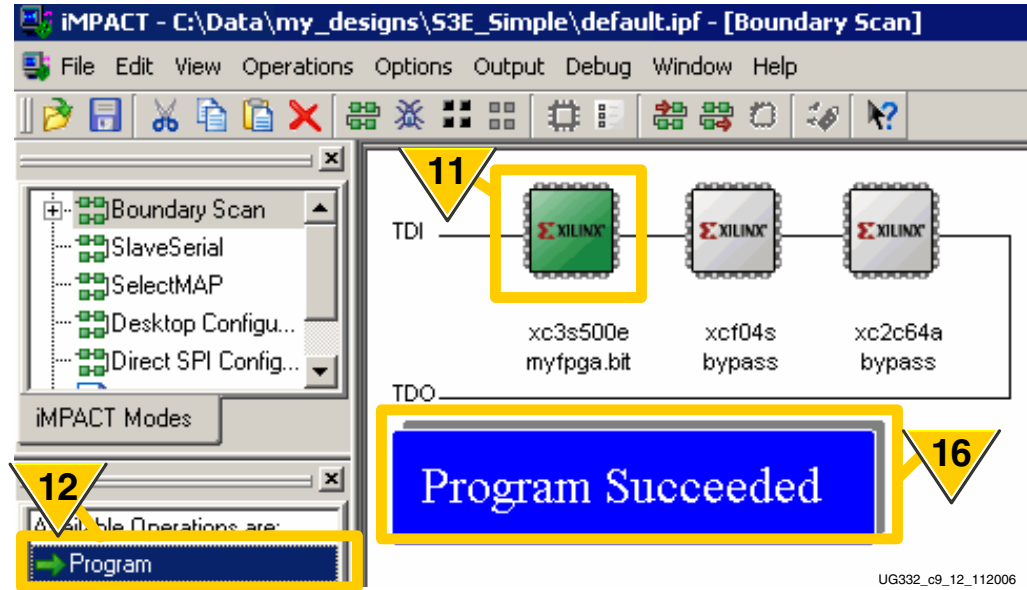 iMPACT - C:\Data\my_designs\S3E_Simple\default.ipf - [Boundary Scan]
File Edit View Operations Options Output Debug Window Help
Boundary Scan
SlaveSerial
SelectMAP
Desktop Configu...
Direct SPI Config...
iMPACT Modes
12
Available Operations are:
Program
11
TDI
XILINX
XILINX
XILINX
xc3s500e xcf04s xc2c64a
myfpga.bit bypass bypass
TDO
16
Program Succeeded
UG332_c9_12_112006